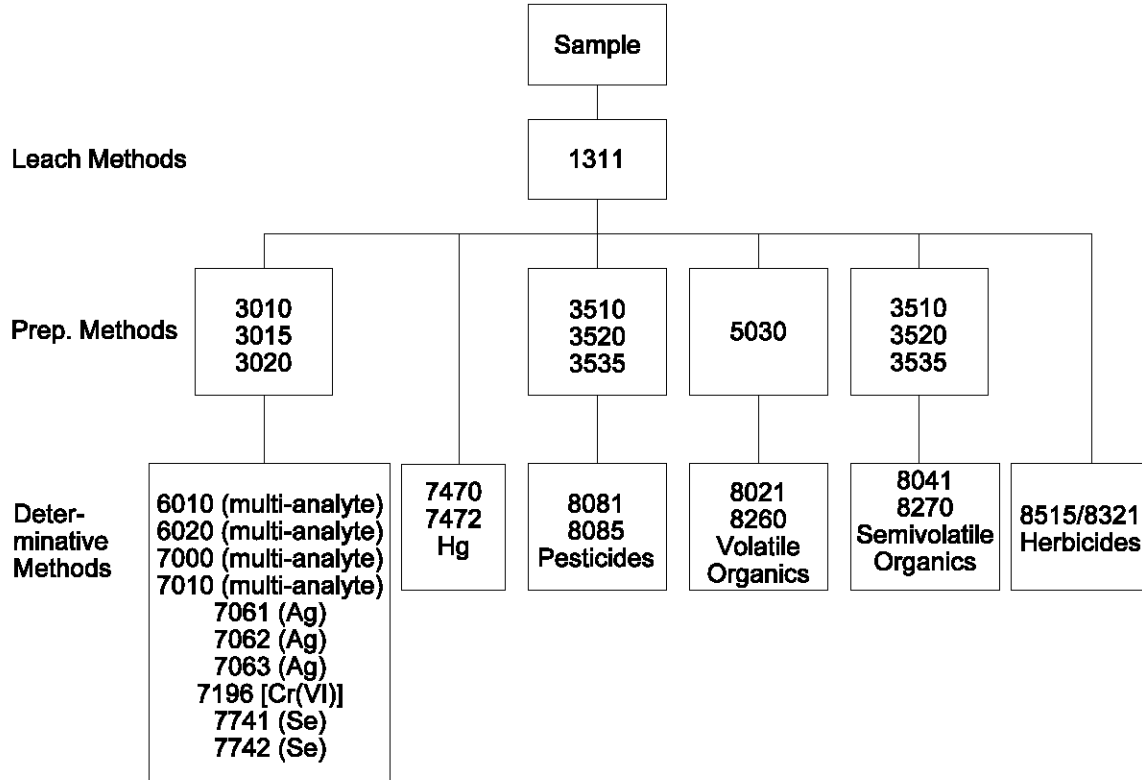 Sample
Leach Methods
1311
Prep. Methods
3010
3015
3020
3510
3520
3535
5030
3510
3520
3535
Deter-
minative
Methods
6010 (multi-analyte)
6020 (multi-analyte)
7000 (multi-analyte)
7010 (multi-analyte)
7061 (Ag)
7062 (Ag)
7063 (Ag)
7196 [Cr(VI)]
7741 (Se)
7742 (Se)
7470
7472
Hg
8081
8085
Pesticides
8021
8260
Volatile
Organics
8041
8270
Semivolatile
Organics
8515/8321
Herbicides